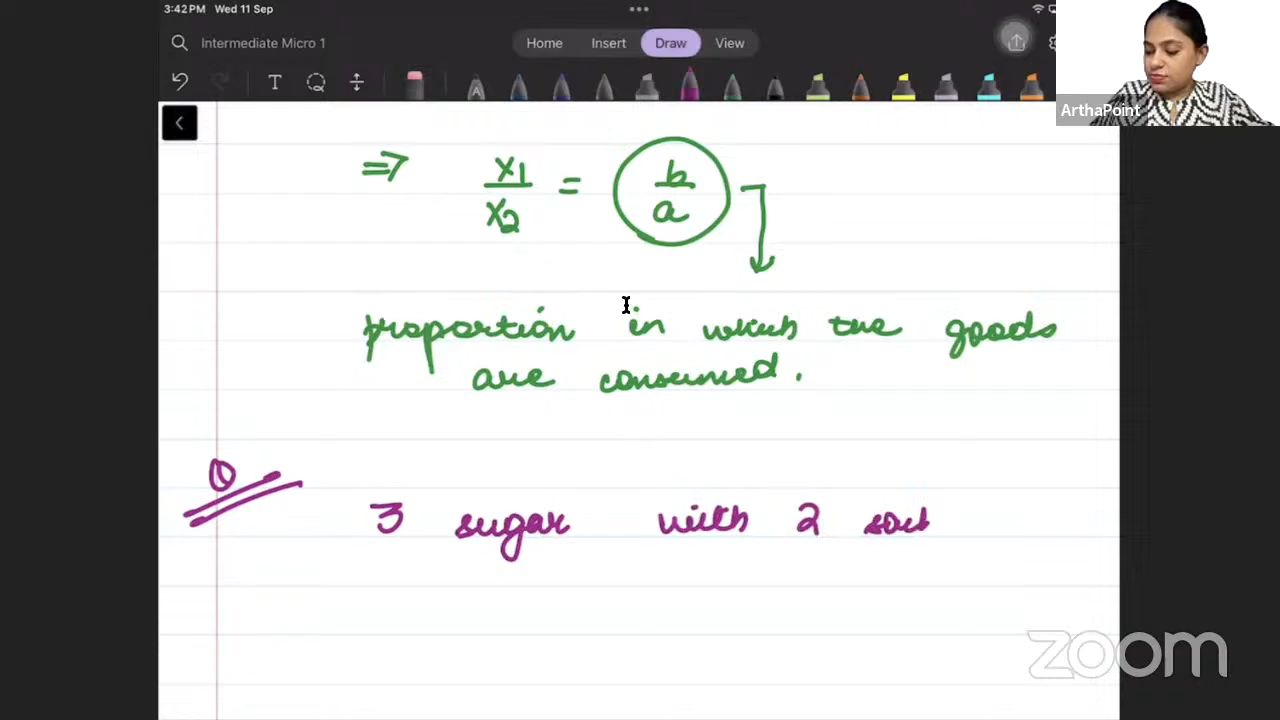 3:42 PM Wed 11 Sep
Intermediate Micro 1 Home Insert Draw View
T A
ArthaPoint
⇒ x1/x2 = b/a
proportion in which the goods
are consumed.
Q
3 sugar with 2
zoom